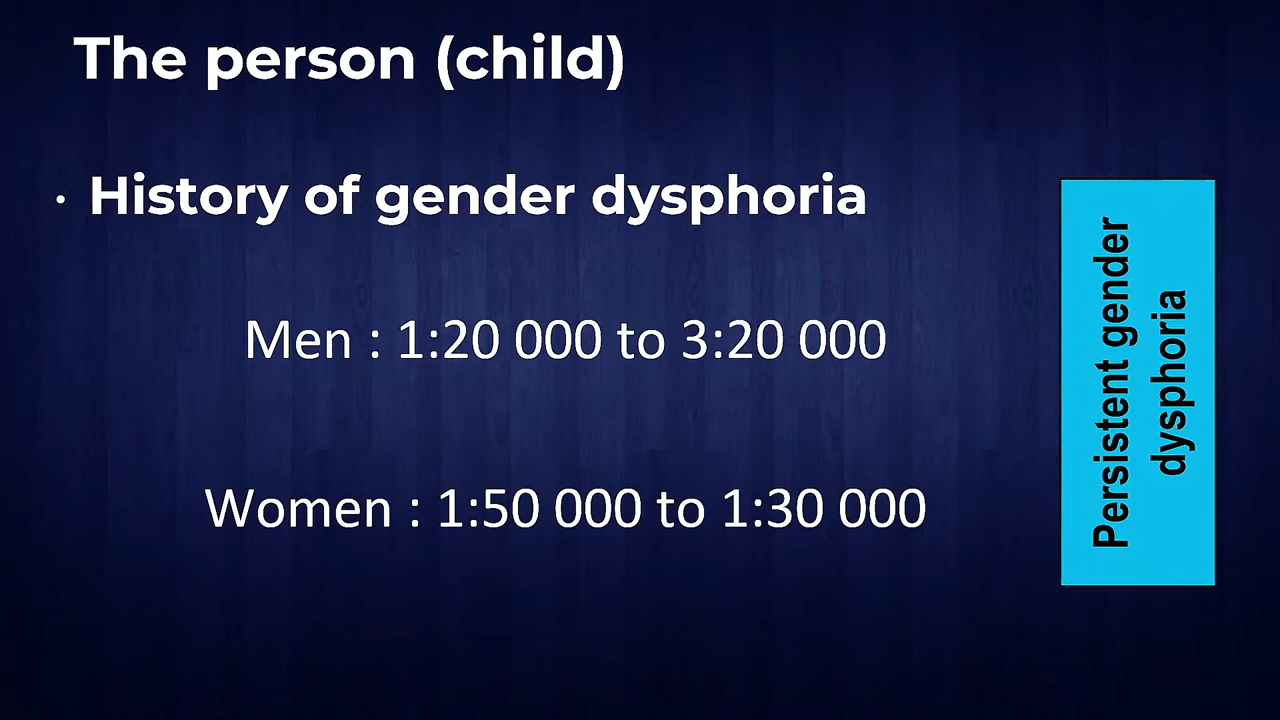 The person (child)
· History of gender dysphoria
Men : 1:20 000 to 3:20 000
Women : 1:50 000 to 1:30 000
Persistent gender
dysphoria